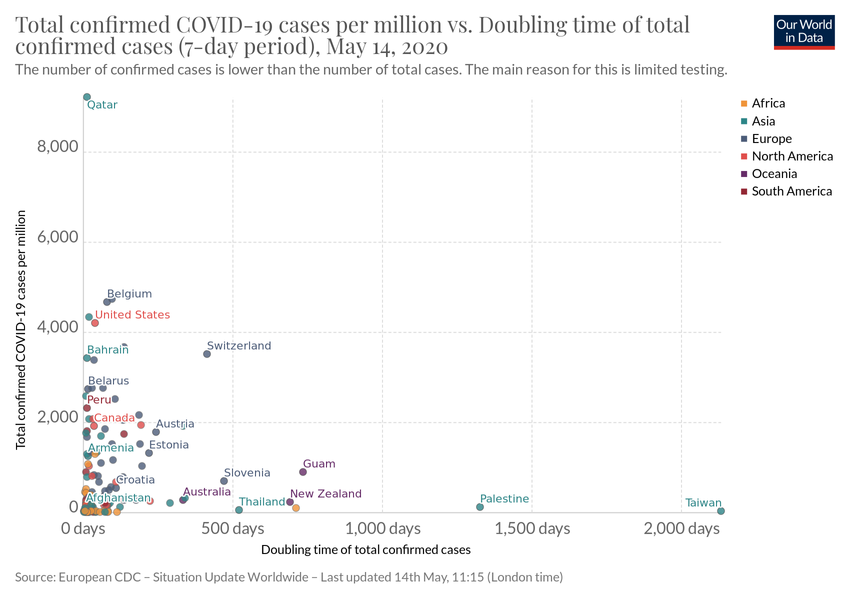 Total confirmed COVID-19 cases per million vs. Doubling time of total
confirmed cases (7-day period), May 14, 2020
Our World
in Data
The number of confirmed cases is lower than the number of total cases. The main reason for this is limited testing.
Total confirmed COVID-19 cases per million
8,000
6,000
4,000
2,000
0
Qatar
Belgium
United States
Bahrain
Switzerland
Belarus
Peru
Canada
Austria
Armenia
Estonia
Guam
Croatia
Slovenia
Afghanistan
Australia
New Zealand
Thailand
Palestine
Taiwan
0 days
500 days
1,000 days
1,500 days
2,000 days
Doubling time of total confirmed cases
Africa
Asia
Europe
North America
Oceania
South America
Source: European CDC – Situation Update Worldwide – Last updated 14th May, 11:15 (London time)